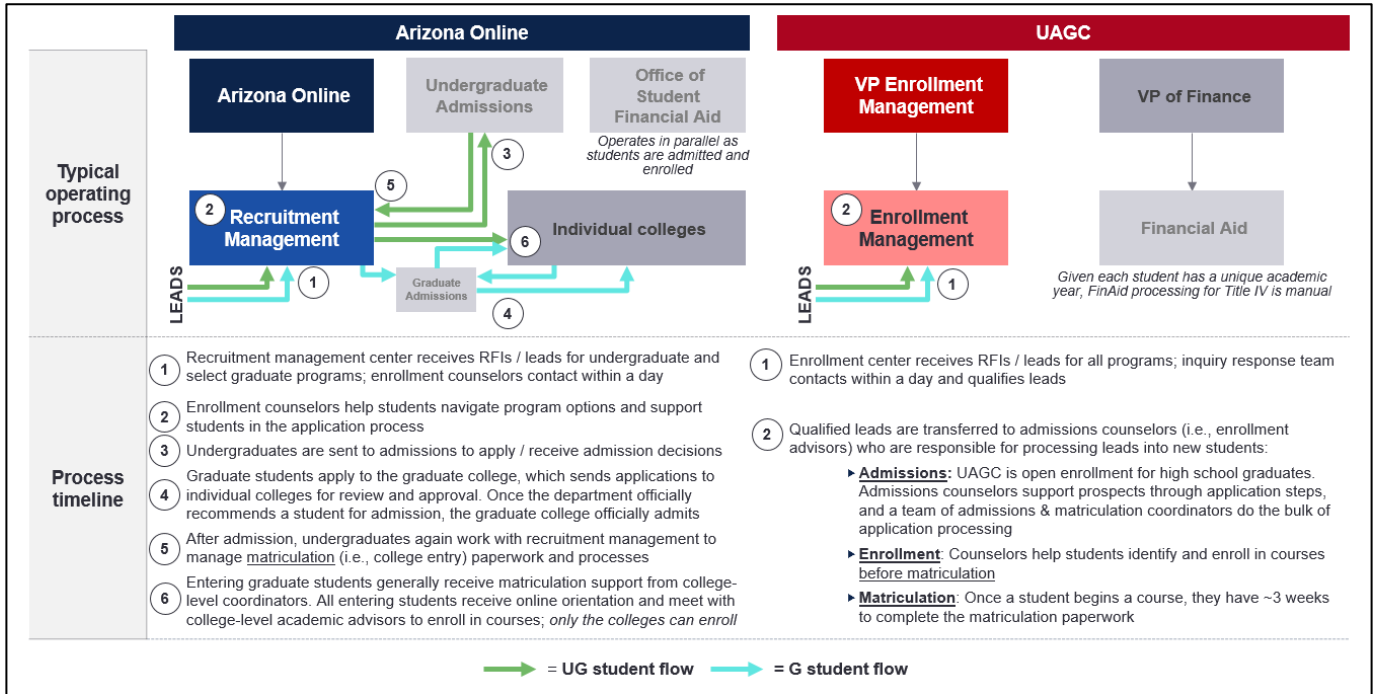 Arizona Online
UAGC
Typical
operating
process
Arizona Online
Undergraduate
Admissions
Office of
Student
Financial Aid
Operates in parallel as
students are admitted and
enrolled
VP Enrollment
Management
VP of Finance
3
5
2
Recruitment
Management
6
Individual colleges
Graduate
Admissions
4
LEADS
1
2
Enrollment
Management
Financial Aid
Given each student has a unique academic
year, FinAid processing for Title IV is manual
LEADS
1
Process
timeline
1
Recruitment management center receives RFIs / leads for undergraduate and
select graduate programs; enrollment counselors contact within a day
2
Enrollment counselors help students navigate program options and support
students in the application process
3
Undergraduates are sent to admissions to apply / receive admission decisions
4
Graduate students apply to the graduate college, which sends applications to
individual colleges for review and approval. Once the department officially
recommends a student for admission, the graduate college officially admits
5
After admission, undergraduates again work with recruitment management to
manage matriculation (i.e., college entry) paperwork and processes
6
Entering graduate students generally receive matriculation support from college-
level coordinators. All entering students receive online orientation and meet with
college-level academic advisors to enroll in courses; only the colleges can enroll
1
Enrollment center receives RFIs / leads for all programs; inquiry response team
contacts within a day and qualifies leads
2
Qualified leads are transferred to admissions counselors (i.e., enrollment
advisors) who are responsible for processing leads into new students:
Admissions: UAGC is open enrollment for high school graduates.
Admissions counselors support prospects through application steps,
and a team of admissions & matriculation coordinators do the bulk of
application processing
Enrollment: Counselors help students identify and enroll in courses
before matriculation
Matriculation: Once a student begins a course, they have ~3 weeks
to complete the matriculation paperwork
= UG student flow
= G student flow